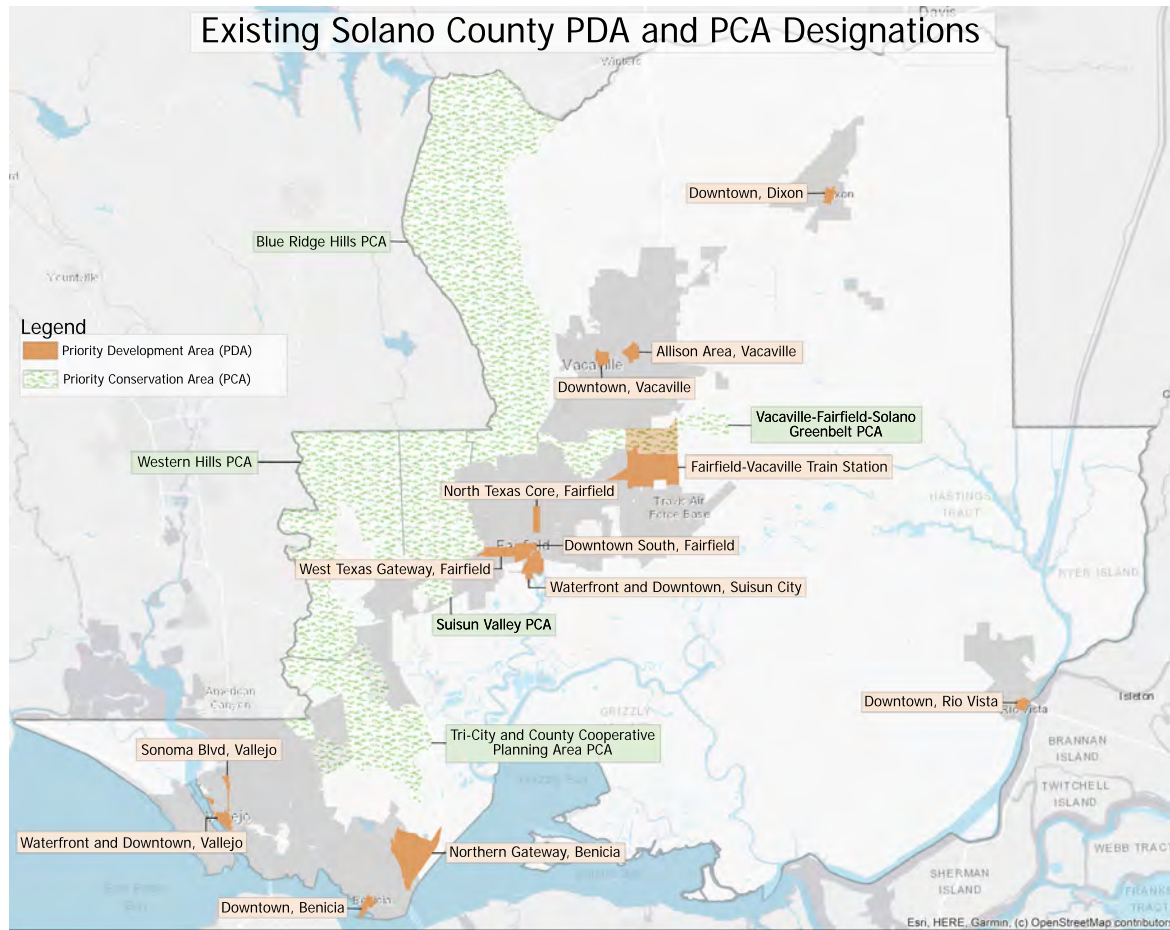 Existing Solano County PDA and PCA Designations
Davis
Winters
Downtown, Dixon
xon
Blue Ridge Hills PCA
Yountville
Legend
Priority Development Area (PDA)
Priority Conservation Area (PCA)
Allison Area, Vacaville
Vacaville
Downtown, Vacaville
Vacaville-Fairfield-Solano
Greenbelt PCA
Western Hills PCA
Fairfield-Vacaville Train Station
North Texas Core, Fairfield
Travis Air
Force Base
HASTINGS
TRACT
Fairfield
Downtown South, Fairfield
West Texas Gateway, Fairfield
RYER ISLAND
Waterfront and Downtown, Suisun City
Suisun Valley PCA
American
Canyon
Downtown, Rio Vista
Rio Vista
Isleton
GRIZZLY
Tri-City and County Cooperative
Planning Area PCA
Sonoma Blvd, Vallejo
BRANNAN
ISLAND
Grizzly Bay
TWITCHELL
ISLAND
ejo
Waterfront and Downtown, Vallejo
Northern Gateway, Benicia
WEBB TRACT
SHERMAN
ISLAND
FRANKS
TRACT
Downtown, Benicia
Benicia
Esri, HERE, Garmin, (c) OpenStreetMap contributors